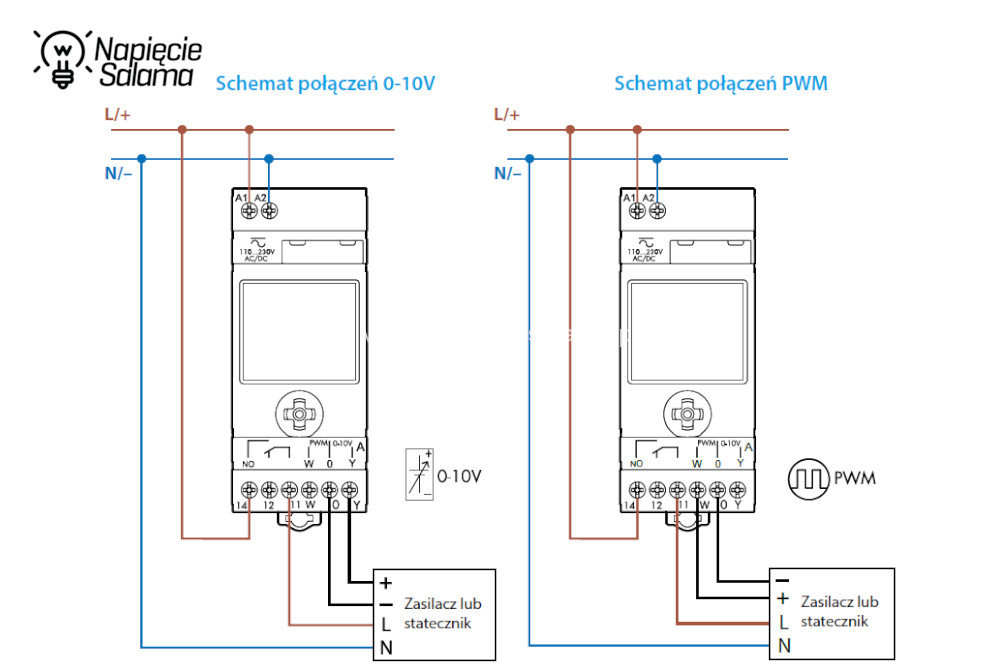 Napięcie
Salama
Schemat połączeń 0-10V
L/+
N/–
A1 A2
110...230V
AC/DC
PWM 0-10V A
NO W 0 Y
14 12 11 W 0 Y
+
0-10V
–
+
– Zasilacz lub
L statecznik
N
Schemat połączeń PWM
L/+
N/–
A1 A2
110...230V
AC/DC
PWM 0-10V A
NO W 0 Y
14 12 11 W 0 Y
PWM
–
+ Zasilacz lub
L statecznik
N